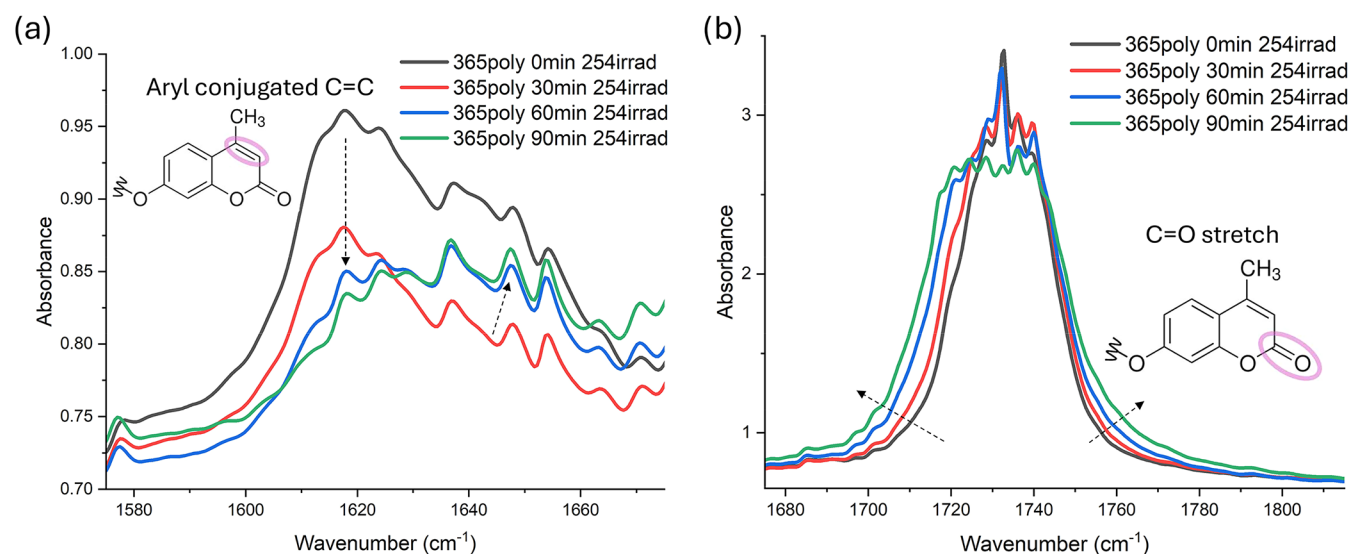 (a)
Aryl conjugated C=C
CH3
O
O
O
365poly 0min 254irrad
365poly 30min 254irrad
365poly 60min 254irrad
365poly 90min 254irrad
Absorbance
1.00
0.95
0.90
0.85
0.80
0.75
0.70
1580
1600
1620
1640
1660
Wavenumber (cm-1)
(b)
365poly 0min 254irrad
365poly 30min 254irrad
365poly 60min 254irrad
365poly 90min 254irrad
C=O stretch
CH3
O
O
O
Absorbance
3
2
1
1680
1700
1720
1740
1760
1780
1800
Wavenumber (cm-1)